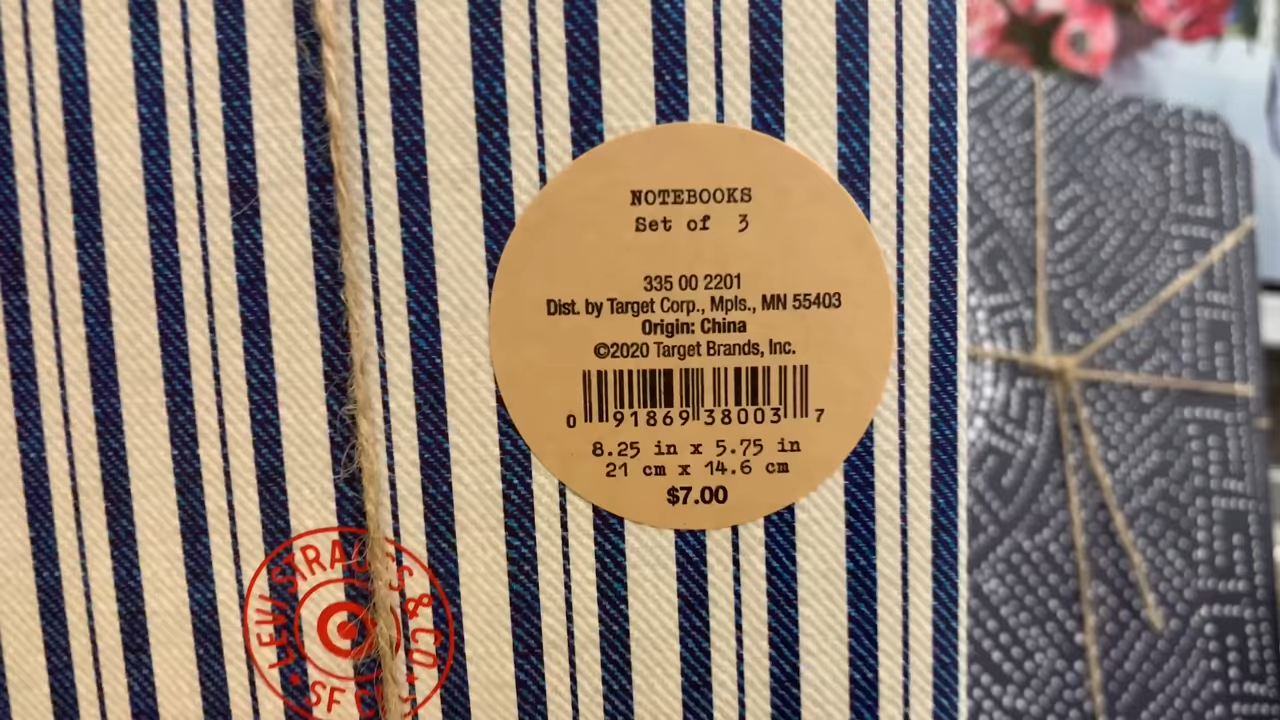 NOTEBOOKS
Set of 3
335 00 2201
Dist. by Target Corp., Mpls., MN 55403
Origin: China
©2020 Target Brands, Inc.
0 91869 38003 7
8.25 in x 5.75 in
21 cm x 14.6 cm
$7.00
LEVI STRAUSS & CO
SF